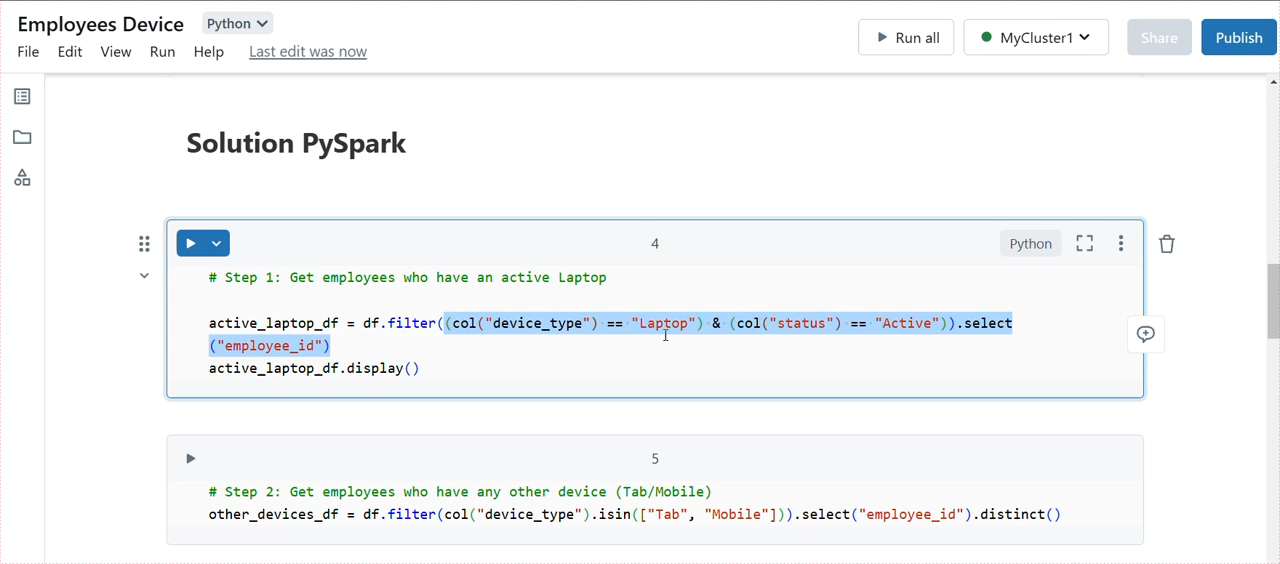 Employees Device Python
File Edit View Run Help Last edit was now
Run all MyCluster1 Share Publish
Solution PySpark
4 Python
# Step 1: Get employees who have an active Laptop
active_laptop_df = df.filter((col("device_type") == "Laptop") & (col("status") == "Active")).select
("employee_id")
active_laptop_df.display()
5
# Step 2: Get employees who have any other device (Tab/Mobile)
other_devices_df = df.filter(col("device_type").isin(["Tab", "Mobile"])).select("employee_id").distinct()